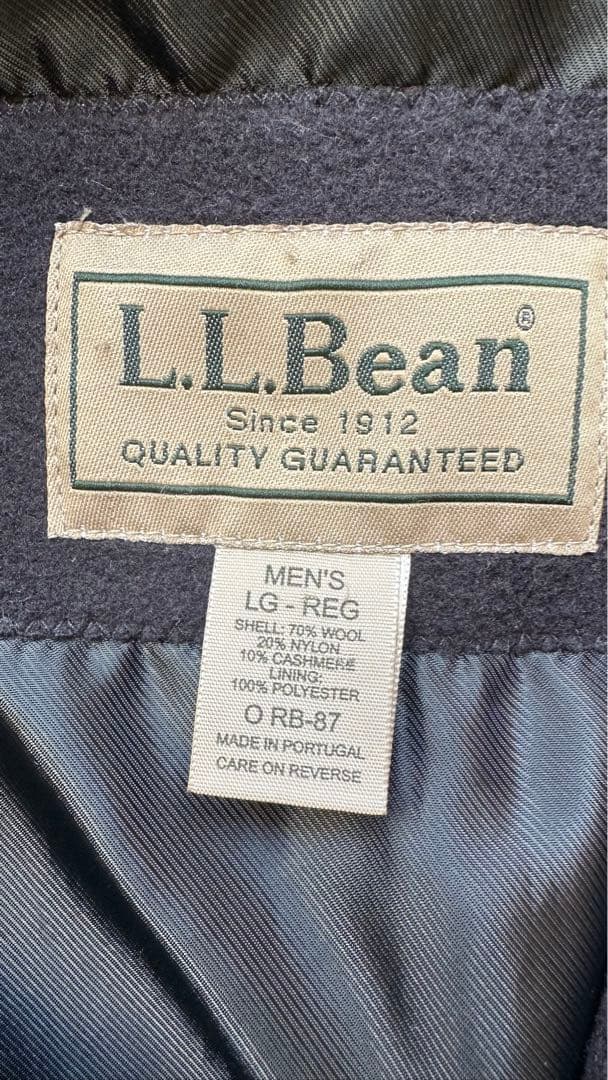 L.L.Bean®
Since 1912
QUALITY GUARANTEED
MEN'S
LG - REG
SHELL: 70% WOOL
20% NYLON
10% CASHMERE
LINING:
100% POLYESTER
O RB-87
MADE IN PORTUGAL
CARE ON REVERSE